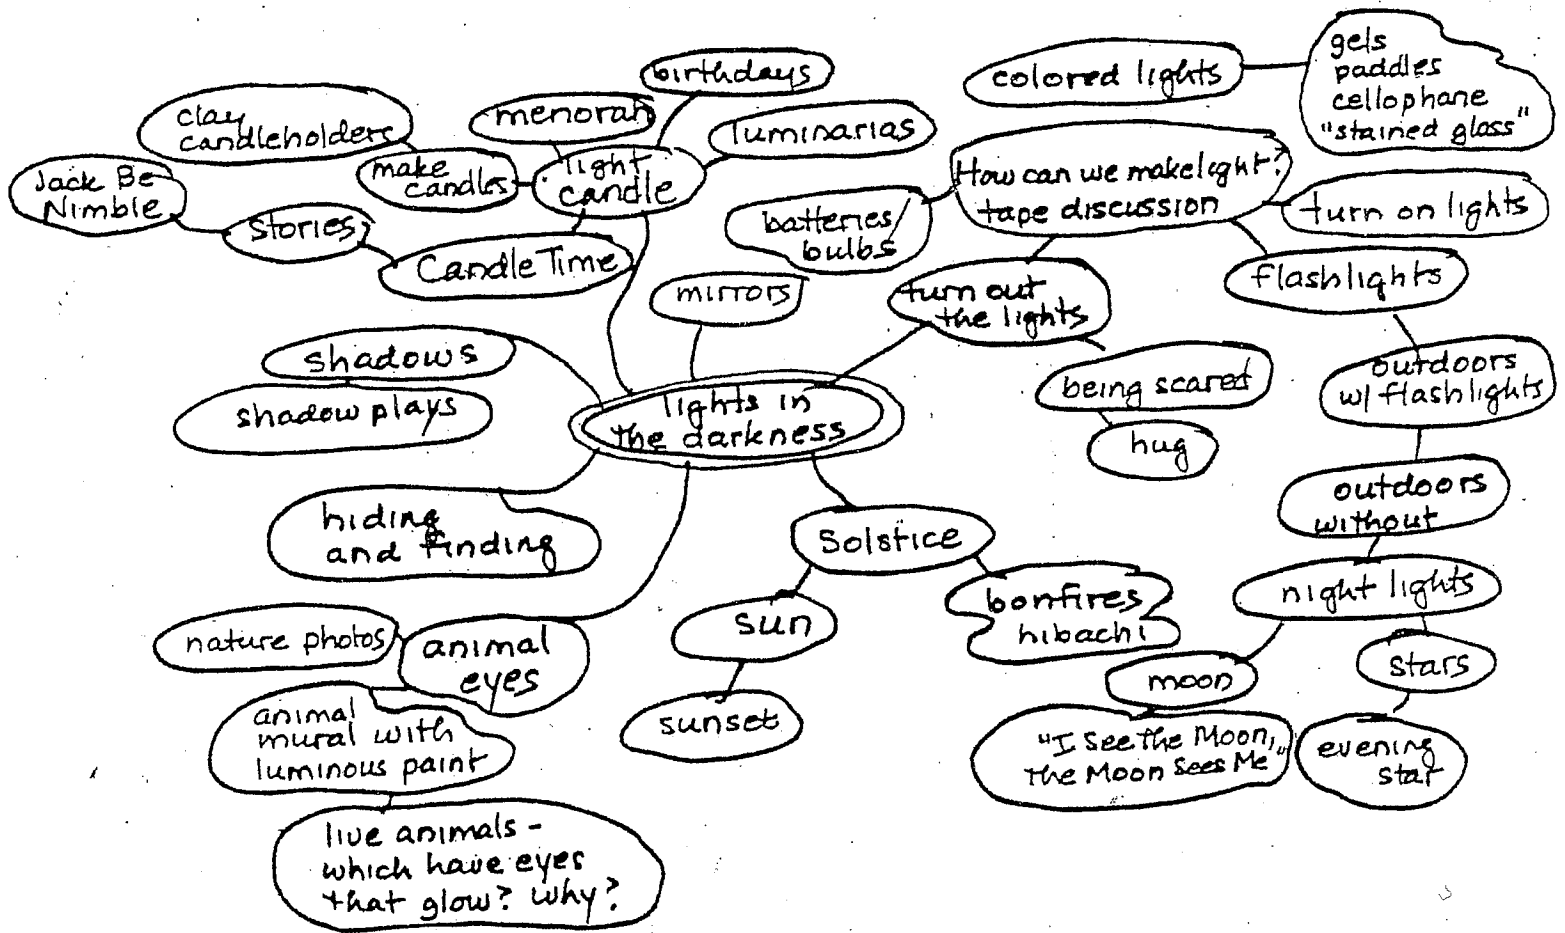 birthdays
menorah
clay
candleholders
luminarias
light
candle
make
candles
Jack Be
Nimble
stories
Candle Time
colored lights
gels
paddles
cellophane
"stained glass"
How can we make light?
tape discussion
batteries/
bulbs
turn on lights
flashlights
turn out
the lights
mirrors
shadows
shadow plays
being scared
hug
outdoors
w/ flashlights
outdoors
without
lights in
the darkness
hiding
and finding
Solstice
bonfires
hibachi
sun
sunset
night lights
moon
stars
"I See the Moon,
the Moon Sees Me"
evening
star
nature photos
animal
eyes
animal
mural with
luminous paint
live animals -
which have eyes
that glow? Why?